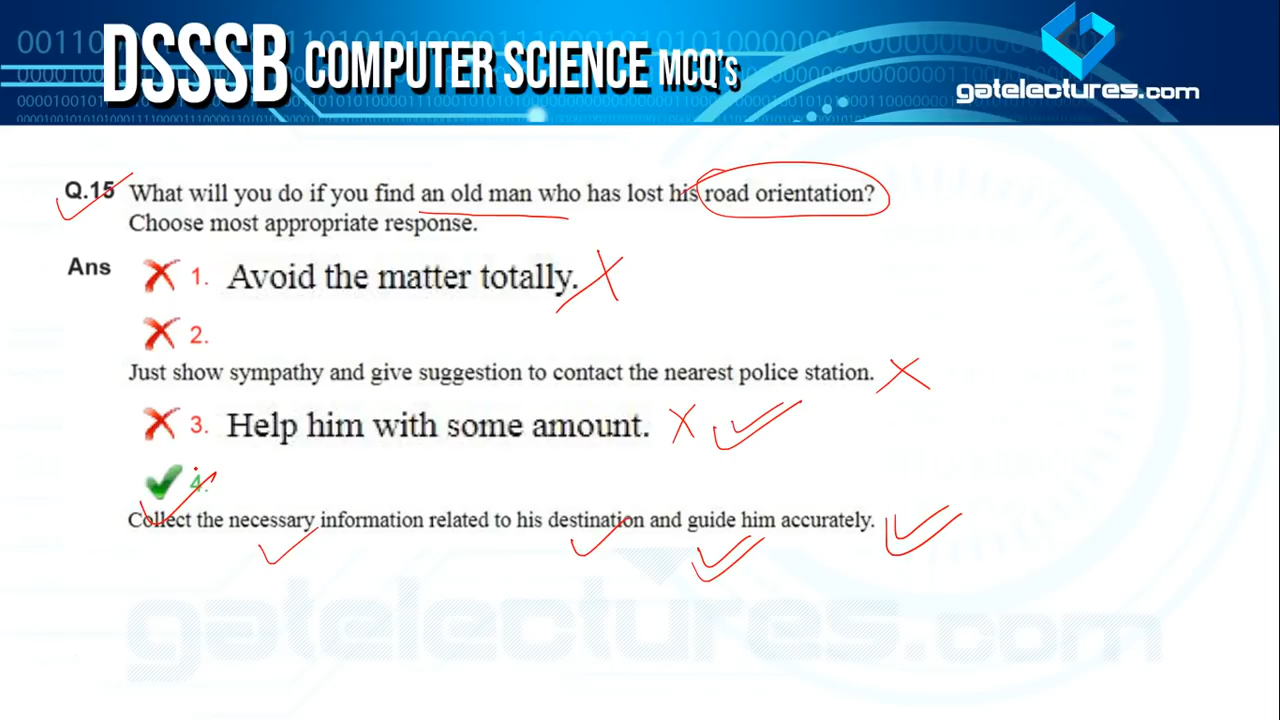 DSSSB COMPUTER SCIENCE MCQ's
gatelectures.com
Q.15 What will you do if you find an old man who has lost his road orientation?
Choose most appropriate response.
Ans 1. Avoid the matter totally.
2.
Just show sympathy and give suggestion to contact the nearest police station.
3. Help him with some amount.
4.
Collect the necessary information related to his destination and guide him accurately.
gatelectures.com